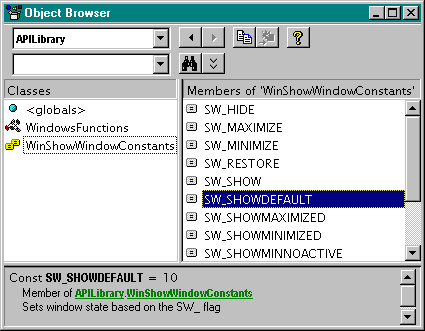 Object Browser
APILibrary
Classes
Members of 'WinShowWindowConstants'
<globals>
WindowsFunctions
WinShowWindowConstants
SW_HIDE
SW_MAXIMIZE
SW_MINIMIZE
SW_RESTORE
SW_SHOW
SW_SHOWDEFAULT
SW_SHOWMAXIMIZED
SW_SHOWMINIMIZED
SW_SHOWMINNOACTIVE
Const SW_SHOWDEFAULT = 10
Member of APILibrary.WinShowWindowConstants
Sets window state based on the SW_ flag